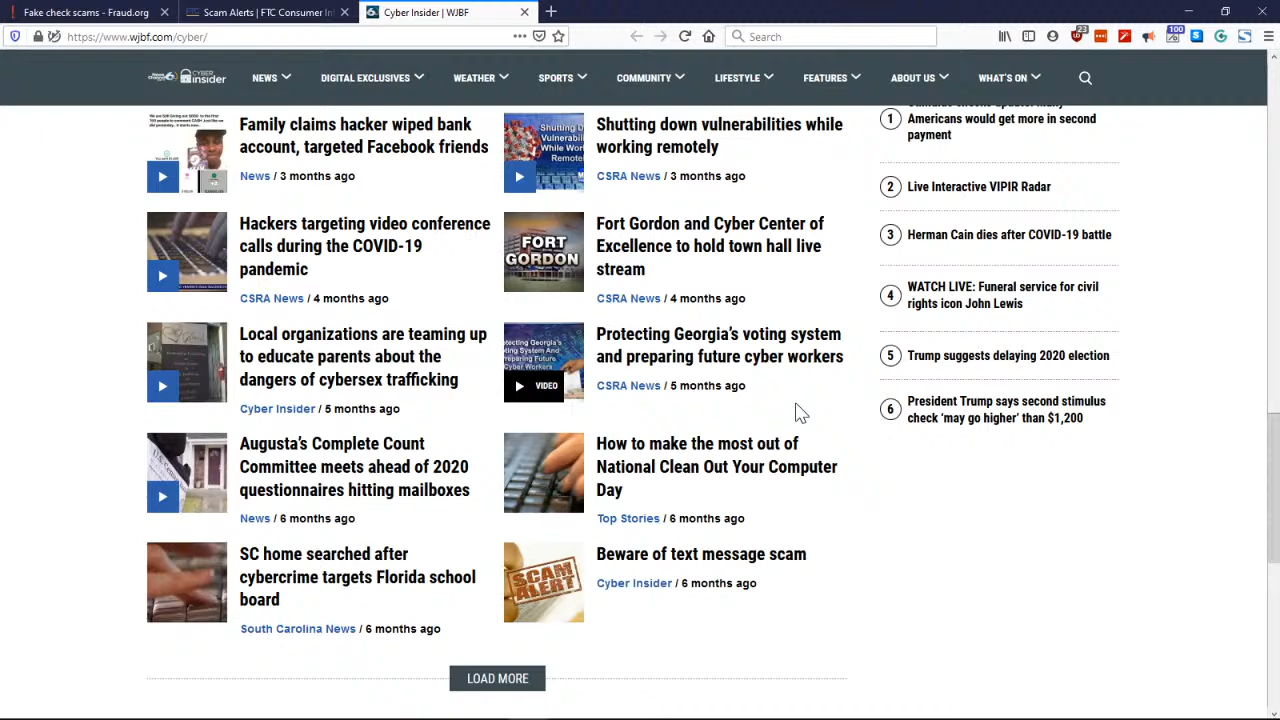 Fake check scams - Fraud.org
Scam Alerts | FTC Consumer In
Cyber Insider | WJBF
https://www.wjbf.com/cyber/
Search
23
100
CYBER insider
NEWS
DIGITAL EXCLUSIVES
WEATHER
SPORTS
COMMUNITY
LIFESTYLE
FEATURES
ABOUT US
WHAT'S ON
Family claims hacker wiped bank
account, targeted Facebook friends
News / 3 months ago
Hackers targeting video conference
calls during the COVID-19
pandemic
CSRA News / 4 months ago
Local organizations are teaming up
to educate parents about the
dangers of cybersex trafficking
Cyber Insider / 5 months ago
Augusta's Complete Count
Committee meets ahead of 2020
questionnaires hitting mailboxes
News / 6 months ago
SC home searched after
cybercrime targets Florida school
board
South Carolina News / 6 months ago
Shutting down vulnerabilities while
working remotely
CSRA News / 3 months ago
FORT
GORDON
Fort Gordon and Cyber Center of
Excellence to hold town hall live
stream
CSRA News / 4 months ago
VIDEO
Protecting Georgia's voting system
and preparing future cyber workers
CSRA News / 5 months ago
How to make the most out of
National Clean Out Your Computer
Day
Top Stories / 6 months ago
SCAM
ALERT
Beware of text message scam
Cyber Insider / 6 months ago
LOAD MORE
1
Americans would get more in second
payment
2
Live Interactive VIPIR Radar
3
Herman Cain dies after COVID-19 battle
4
WATCH LIVE: Funeral service for civil
rights icon John Lewis
5
Trump suggests delaying 2020 election
6
President Trump says second stimulus
check 'may go higher' than $1,200